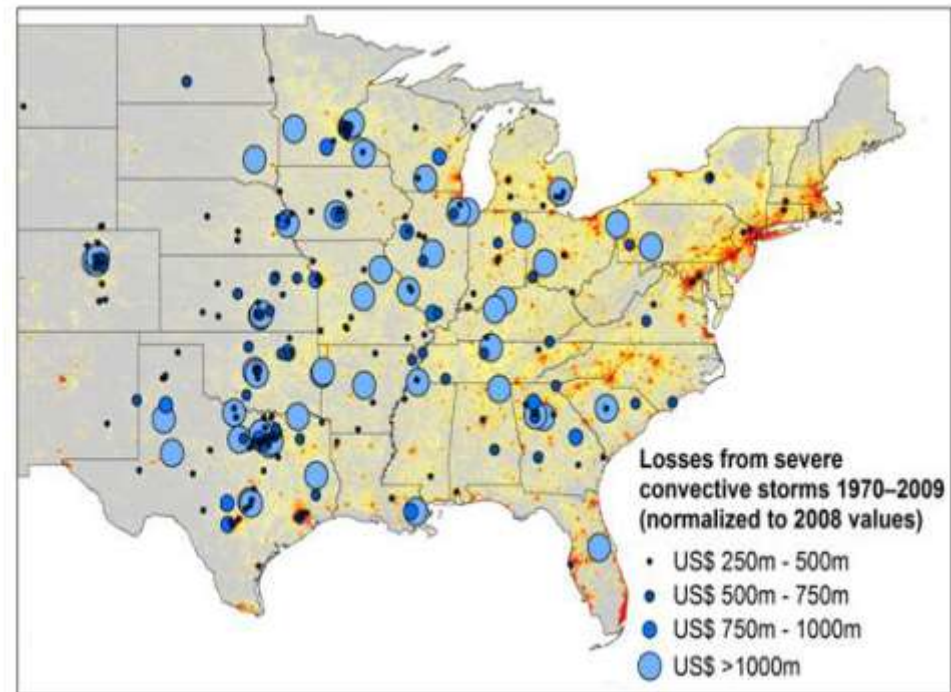 Losses from severe
convective storms 1970–2009
(normalized to 2008 values)
US$ 250m - 500m
US$ 500m - 750m
US$ 750m - 1000m
US$ >1000m